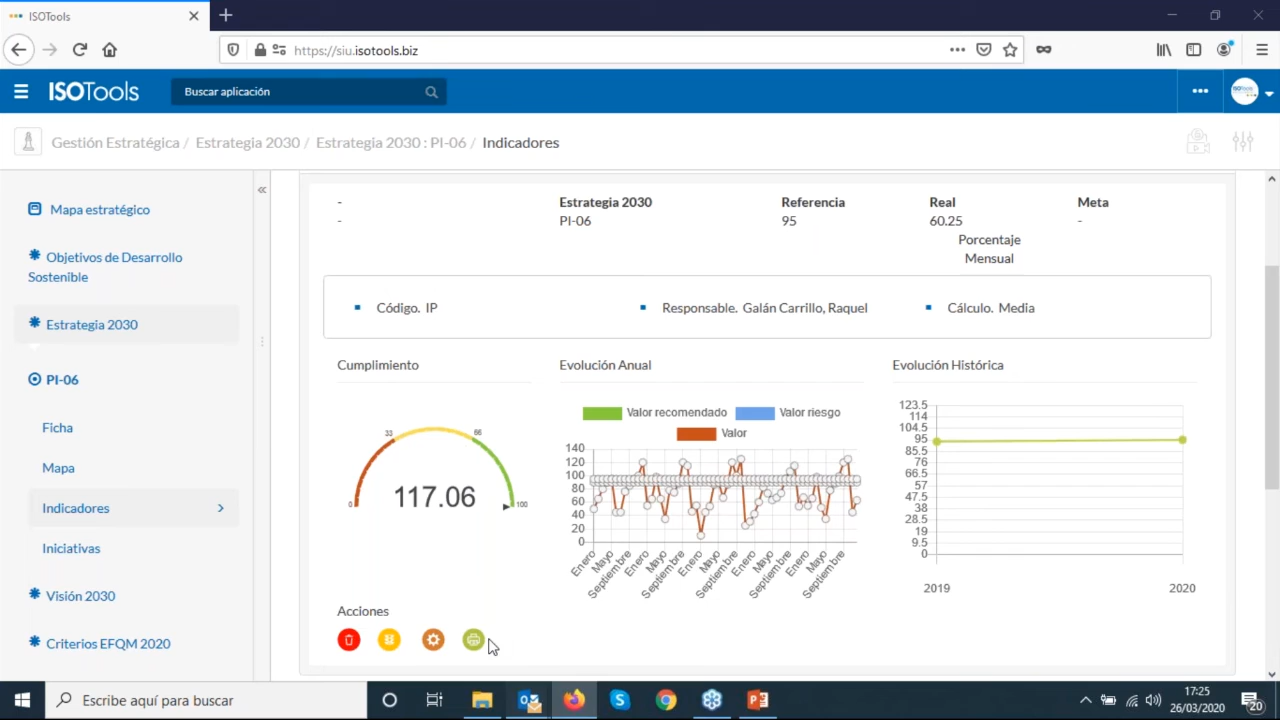 ISOTools
https://siu.isotools.biz
ISOTools
Buscar aplicación
Gestión Estratégica / Estrategia 2030 / Estrategia 2030 : PI-06 / Indicadores
Mapa estratégico
Objetivos de Desarrollo
Sostenible
Estrategia 2030
PI-06
Ficha
Mapa
Indicadores
Iniciativas
Visión 2030
Criterios EFQM 2020
- Estrategia 2030 Referencia Real Meta
- PI-06 95 60.25 -
Porcentaje
Mensual
Código. IP
Responsable. Galán Carrillo, Raquel
Cálculo. Media
Cumplimiento
33
66
0
100
117.06
Evolución Anual
Valor recomendado
Valor riesgo
Valor
140
120
100
80
60
40
20
0
Enero
Mayo
Septiembre
Enero
Mayo
Septiembre
Enero
Mayo
Septiembre
Enero
Mayo
Septiembre
Enero
Mayo
Septiembre
Evolución Histórica
123.5
114
104.5
95
85.5
76
66.5
57
47.5
38
28.5
19
9.5
0
2019
2020
Acciones
Escribe aquí para buscar
17:25
26/03/2020
20